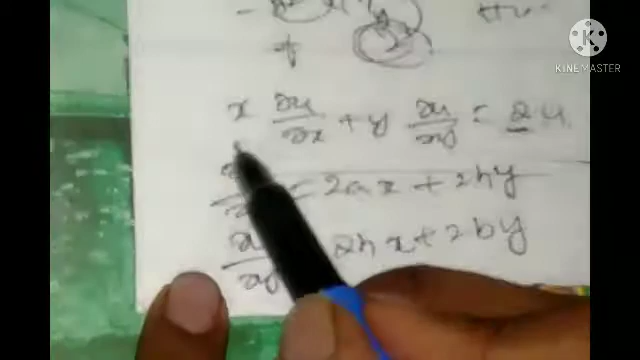 KINEMASTER
x ∂u/∂x + y ∂u/∂y = 2u.
= 2ax + 2hy
2hx + 2by